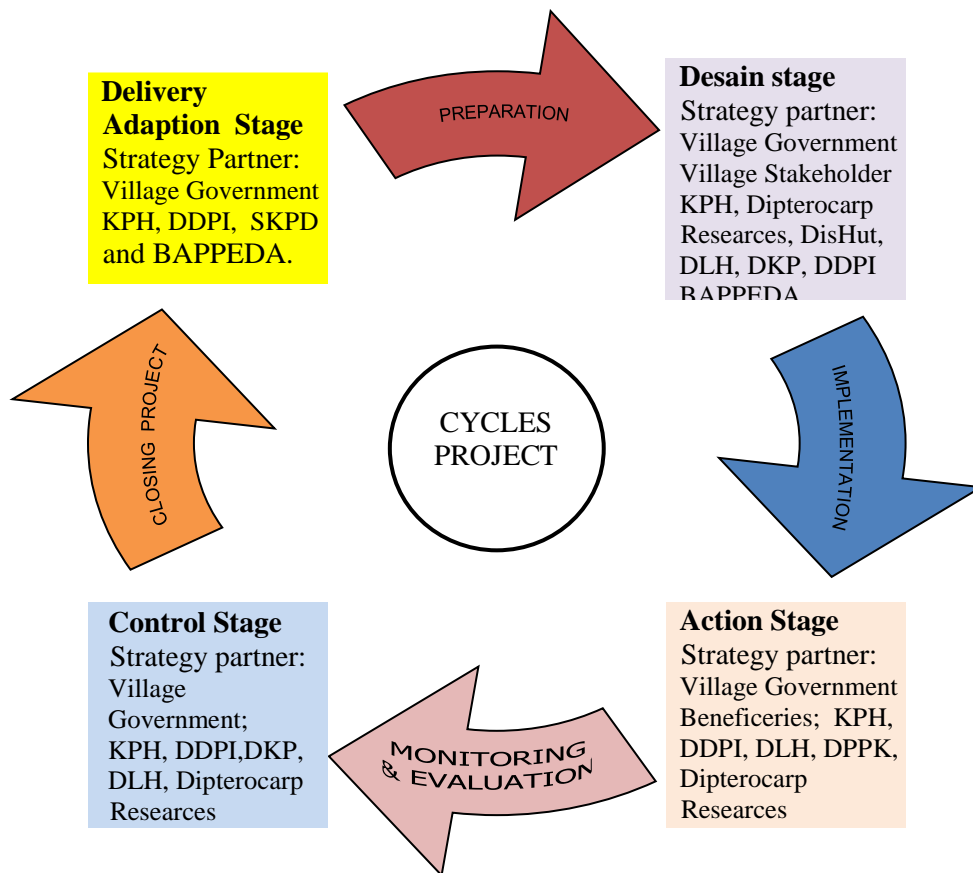 Delivery
Adaption Stage
Strategy Partner:
Village Government
KPH, DDPI, SKPD
and BAPPEDA.
PREPARATION
Desain stage
Strategy partner:
Village Government
Village Stakeholder
KPH, Dipterocarp
Researces, DisHut,
DLH, DKP, DDPI
BAPPEDA
IMPLEMENTATION
CYCLES
PROJECT
CLOSING PROJECT
Action Stage
Strategy partner:
Village Government
Beneficeries; KPH,
DDPI, DLH, DPPK,
Dipterocarp
Researces
MONITORING
& EVALUATION
Control Stage
Strategy partner:
Village
Government;
KPH, DDPI,DKP,
DLH, Dipterocarp
Researces